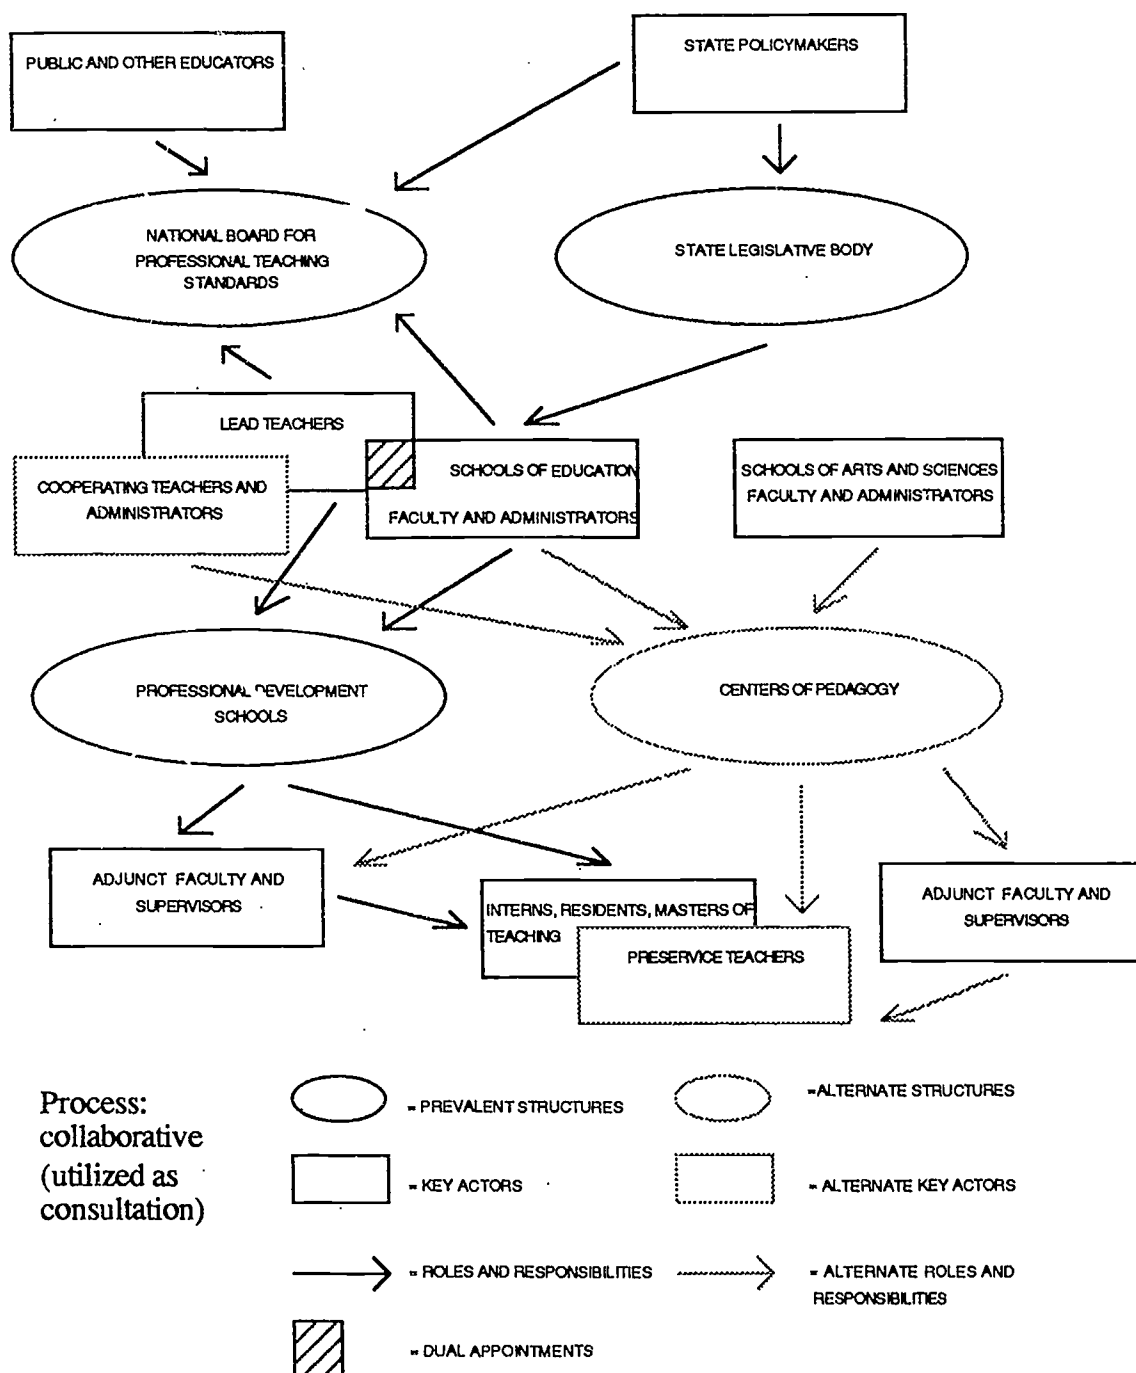 PUBLIC AND OTHER EDUCATORS
STATE POLICYMAKERS
NATIONAL BOARD FOR
PROFESSIONAL TEACHING
STANDARDS
STATE LEGISLATIVE BODY
LEAD TEACHERS
COOPERATING TEACHERS AND
ADMINISTRATORS
SCHOOLS OF EDUCATION
FACULTY AND ADMINISTRATORS
SCHOOLS OF ARTS AND SCIENCES
FACULTY AND ADMINISTRATORS
PROFESSIONAL DEVELOPMENT
SCHOOLS
CENTERS OF PEDAGOGY
ADJUNCT FACULTY AND
SUPERVISORS
INTERNS, RESIDENTS, MASTERS OF
TEACHING
PRESERVICE TEACHERS
ADJUNCT FACULTY AND
SUPERVISORS
Process:
collaborative
(utilized as
consultation)
= PREVALENT STRUCTURES
=ALTERNATE STRUCTURES
= KEY ACTORS
= ALTERNATE KEY ACTORS
= ROLES AND RESPONSIBILITIES
= ALTERNATE ROLES AND
RESPONSIBILITIES
= DUAL APPOINTMENTS